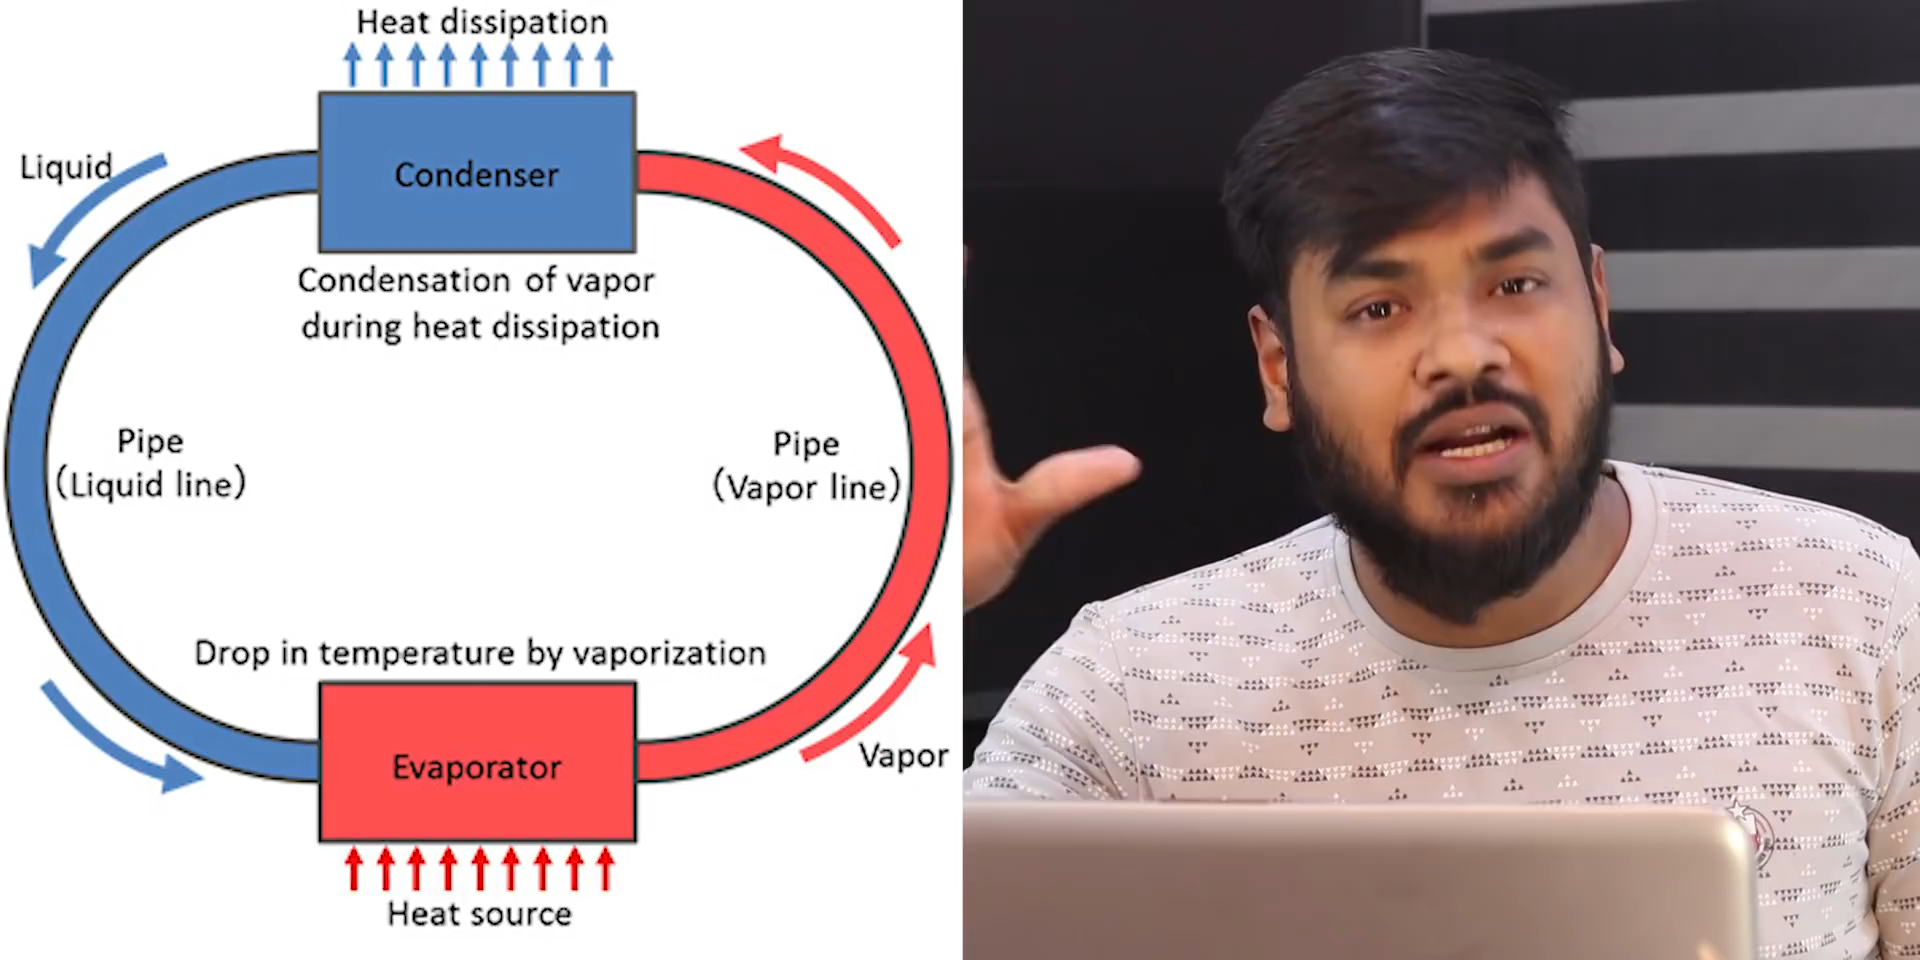 Heat dissipation
Condenser
Liquid
Condensation of vapor
during heat dissipation
Pipe
(Liquid line)
Pipe
(Vapor line)
Drop in temperature by vaporization
Evaporator
Vapor
Heat source